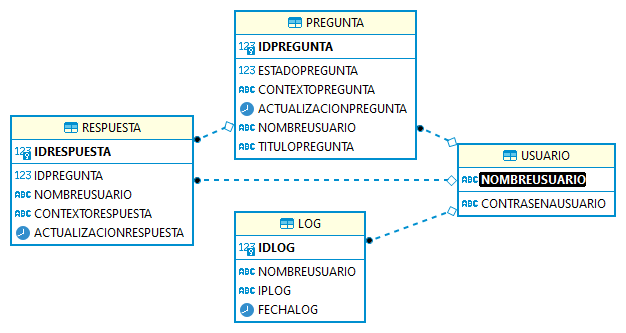 PREGUNTA
123 IDPREGUNTA
123 ESTADOPREGUNTA
ABC CONTEXTOPREGUNTA
ACTUALIZACIONPREGUNTA
ABC NOMBREUSUARIO
ABC TITULOPREGUNTA
RESPUESTA
123 IDRESPUESTA
123 IDPREGUNTA
ABC NOMBREUSUARIO
ABC CONTEXTORESPUESTA
ACTUALIZACIONRESPUESTA
USUARIO
ABC NOMBREUSUARIO
ABC CONTRASENAUSUARIO
LOG
123 IDLOG
ABC NOMBREUSUARIO
ABC IPLOG
FECHALOG